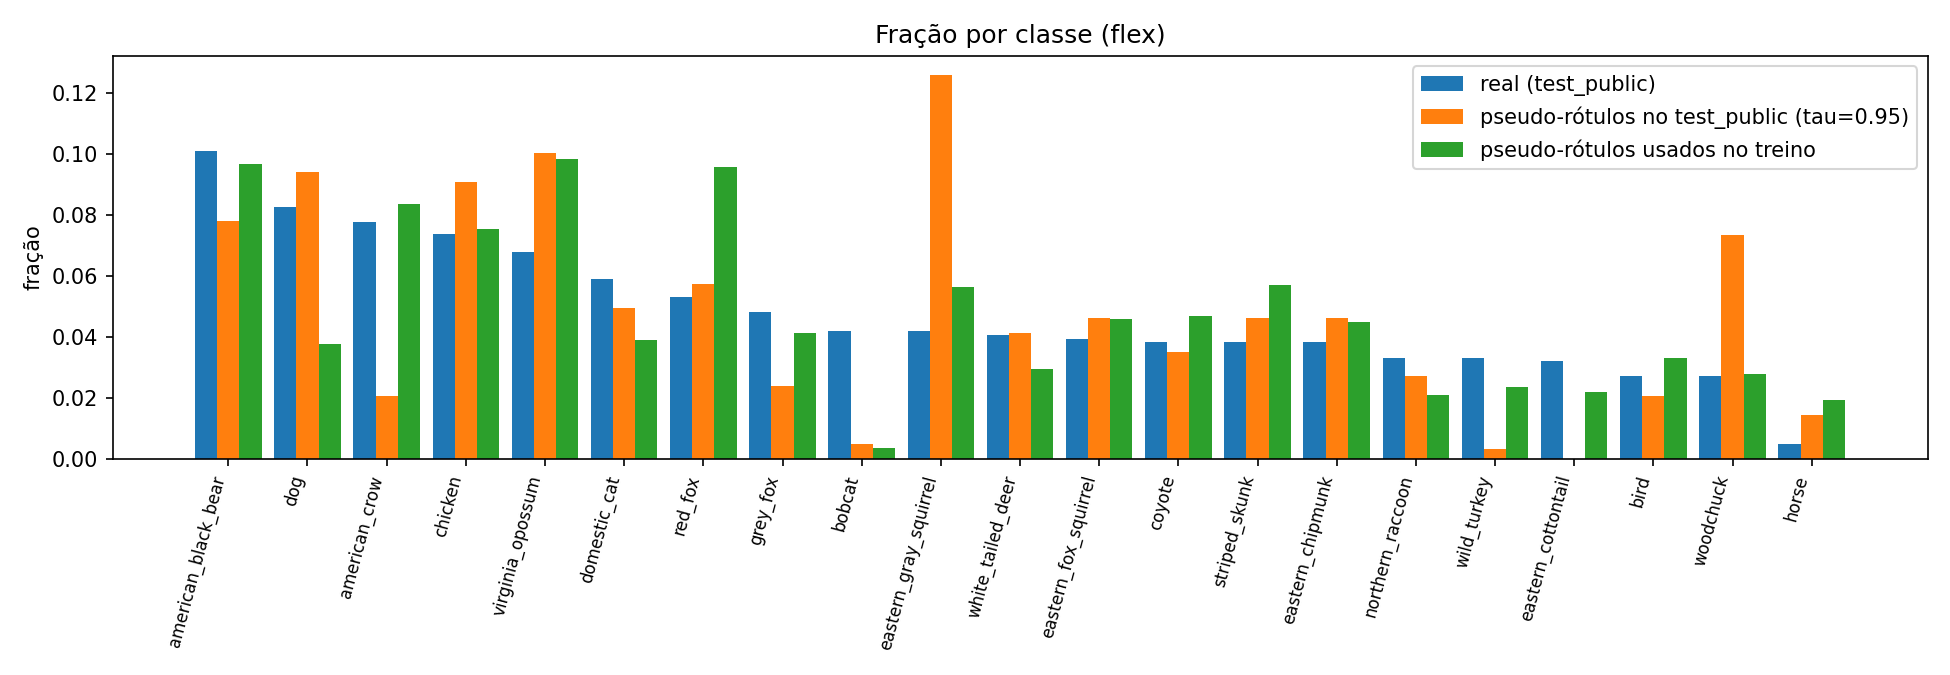 Fração por classe (flex)
real (test_public)
pseudo-rótulos no test_public (tau=0.95)
pseudo-rótulos usados no treino
fração
0.12
0.10
0.08
0.06
0.04
0.02
0.00
american_black_bear
dog
american_crow
chicken
virginia_opossum
domestic_cat
red_fox
grey_fox
bobcat
eastern_gray_squirrel
white_tailed_deer
eastern_fox_squirrel
coyote
striped_skunk
eastern_chipmunk
northern_raccoon
wild_turkey
eastern_cottontail
bird
woodchuck
horse